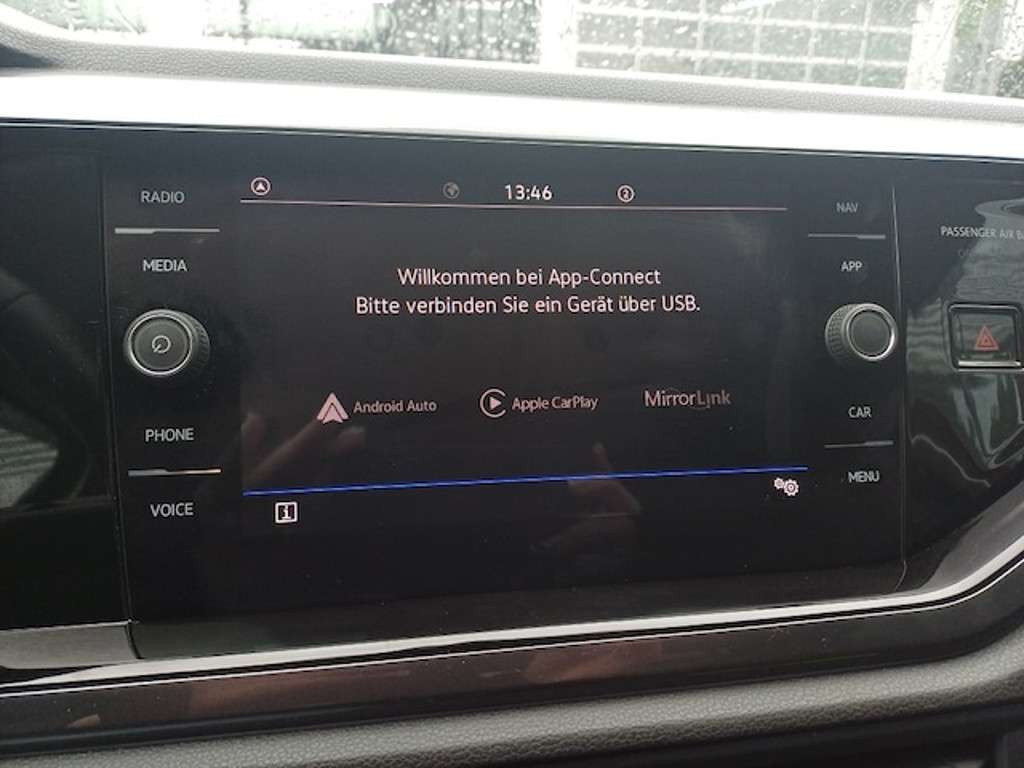 RADIO
MEDIA
PHONE
VOICE
13:46
2
Willkommen bei App-Connect
Bitte verbinden Sie ein Gerät über USB.
Android Auto
Apple CarPlay
MirrorLink
i
NAV
APP
CAR
MENU
PASSENGER AIR